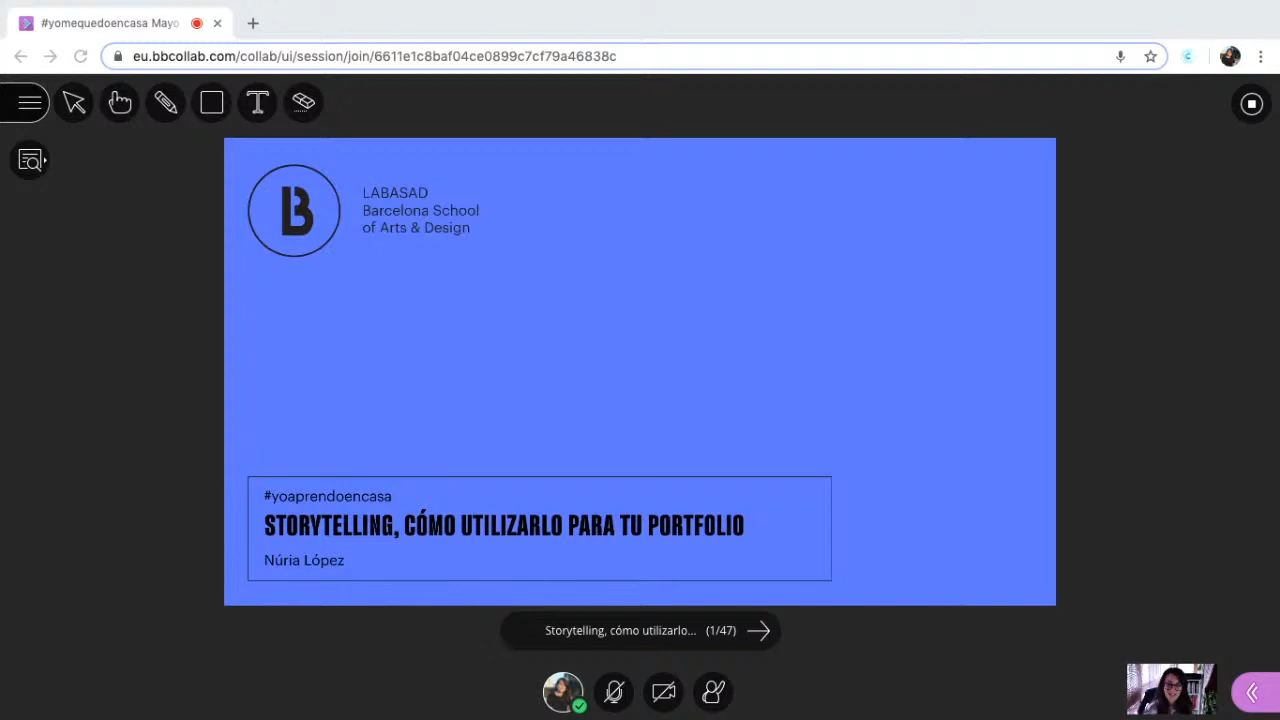 #yomequedoencasa Mayo
eu.bbcollab.com/collab/ui/session/join/6611e1c8baf04ce0899c7cf79a46838c
B
LABASAD
Barcelona School
of Arts & Design
#yoaprendoencasa
STORYTELLING, CÓMO UTILIZARLO PARA TU PORTFOLIO
Núria López
Storytelling, cómo utilizarlo... (1/47)